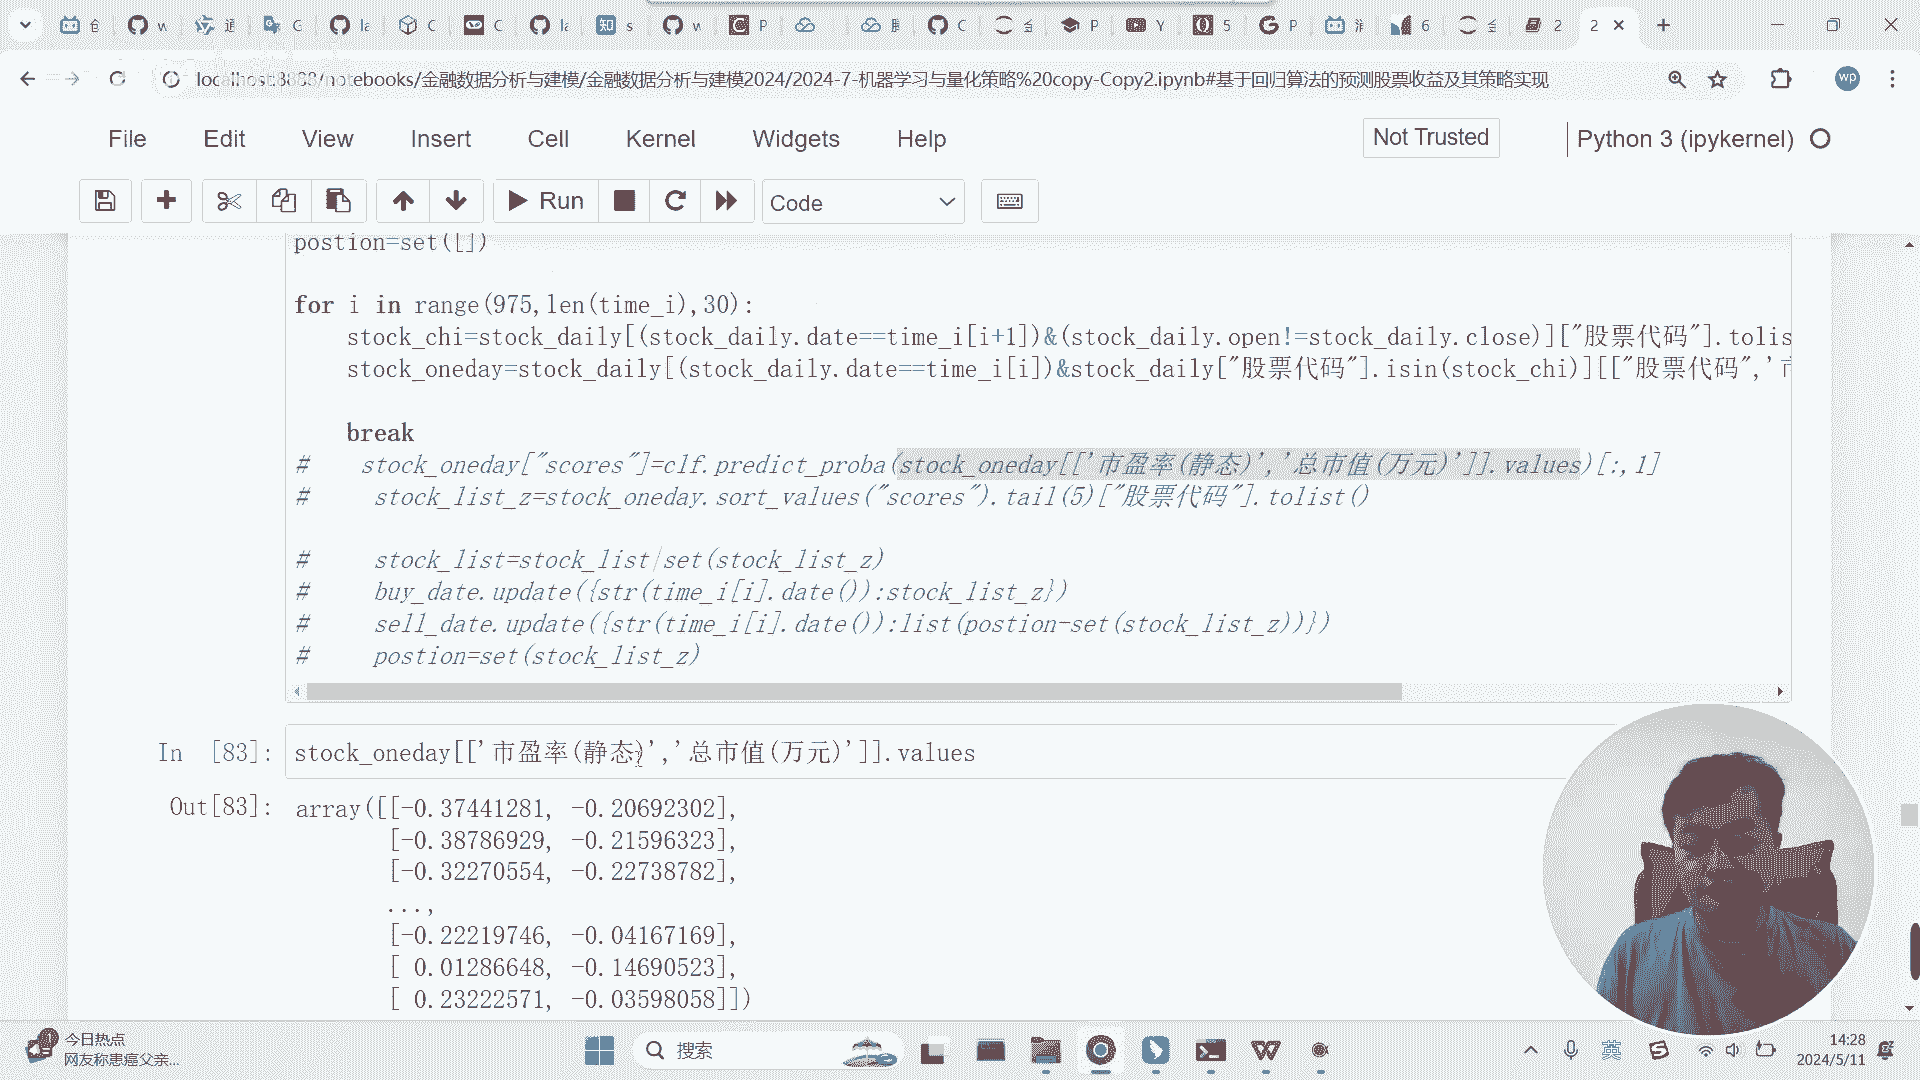 localhost:8888/notebooks/金融数据分析与建模/金融数据分析与建模2024/2024-7-机器学习与量化策略%20copy-Copy2.ipynb#基于回归算法的预测股票收益及其策略实现
wp
File Edit View Insert Cell Kernel Widgets Help
Not Trusted
Python 3 (ipykernel)
Run
Code
postion=set([])
for i in range(975,len(time_i),30):
stock_chi=stock_daily[(stock_daily.date==time_i[i+1])&(stock_daily.open!=stock_daily.close)]["股票代码"].tolis
stock_oneday=stock_daily[(stock_daily.date==time_i[i])&stock_daily["股票代码"].isin(stock_chi)][["股票代码",'市
break
# stock_oneday["scores"]=clf.predict_proba(stock_oneday[['市盈率(静态)','总市值(万元)']].values)[:,1]
# stock_list_z=stock_oneday.sort_values("scores").tail(5)["股票代码"].tolist()
# stock_list=stock_list|set(stock_list_z)
# buy_date.update({str(time_i[i].date()):stock_list_z})
# sell_date.update({str(time_i[i].date()):list(postion-set(stock_list_z))})
# postion=set(stock_list_z)
In [83]: stock_oneday[['市盈率(静态)','总市值(万元)']].values
Out[83]: array([[-0.37441281, -0.20692302],
[-0.38786929, -0.21596323],
[-0.32270554, -0.22738782],
...,
[-0.22219746, -0.04167169],
[ 0.01286648, -0.14690523],
[ 0.23222571, -0.03598058]])
今日热点
网友称患癌父亲...
搜索
英
14:28
2024/5/11